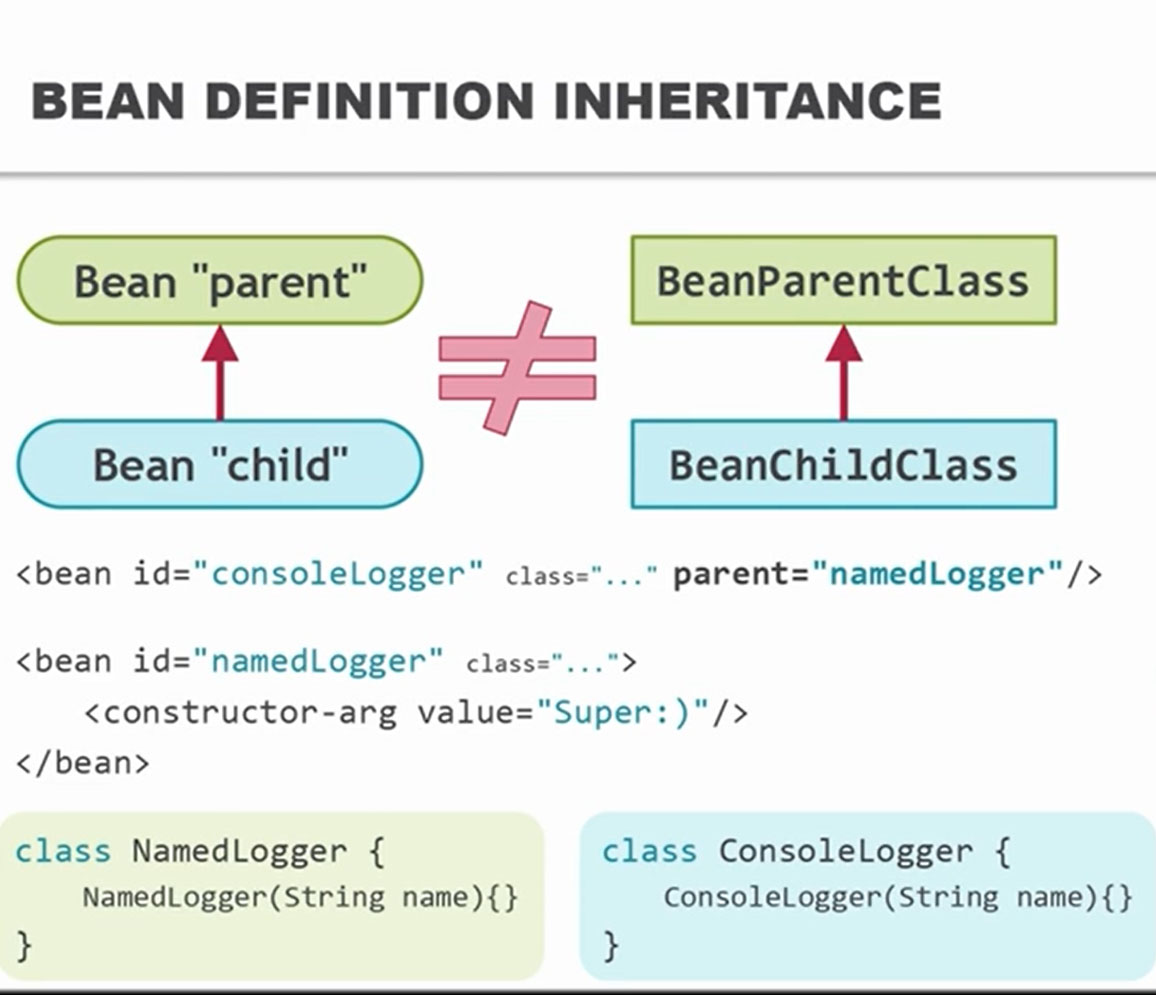 BEAN DEFINITION INHERITANCE
Bean "parent"
BeanParentClass
Bean "child"
BeanChildClass
<bean id="consoleLogger" class="..." parent="namedLogger"/>
<bean id="namedLogger" class="...">
<constructor-arg value="Super:)"/>
</bean>
class NamedLogger {
NamedLogger(String name){}
}
class ConsoleLogger {
ConsoleLogger(String name){}
}